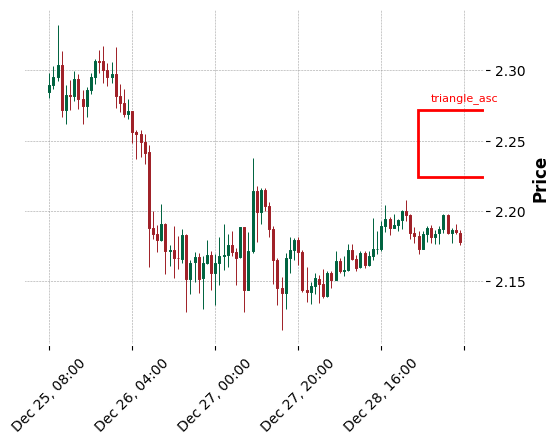 triangle_asc
2.30
2.25
2.20
2.15
Price
Dec 25, 08:00
Dec 26, 04:00
Dec 27, 00:00
Dec 27, 20:00
Dec 28, 16:00